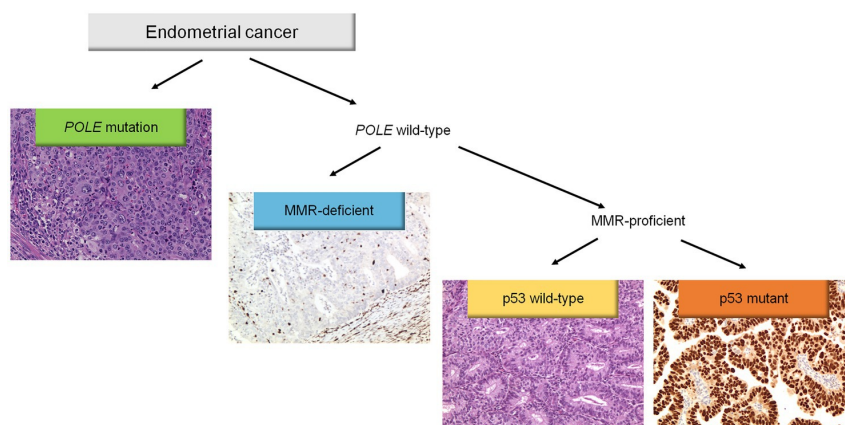 Endometrial cancer
POLE mutation
POLE wild-type
MMR-deficient
MMR-proficient
p53 wild-type
p53 mutant